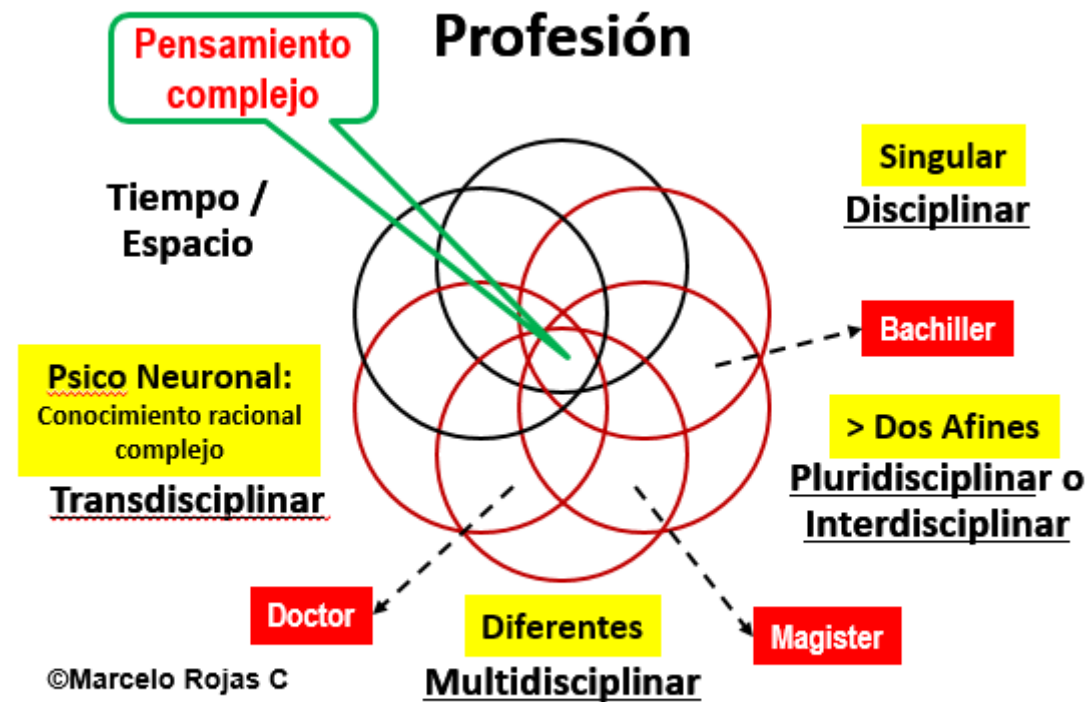 Profesión
Pensamiento
complejo
Singular
Disciplinar
Tiempo /
Espacio
Bachiller
Psico Neuronal:
Conocimiento racional
complejo
Transdisciplinar
> Dos Afines
Pluridisciplinar o
Interdisciplinar
Doctor
Diferentes
Multidisciplinar
Magister
©Marcelo Rojas C